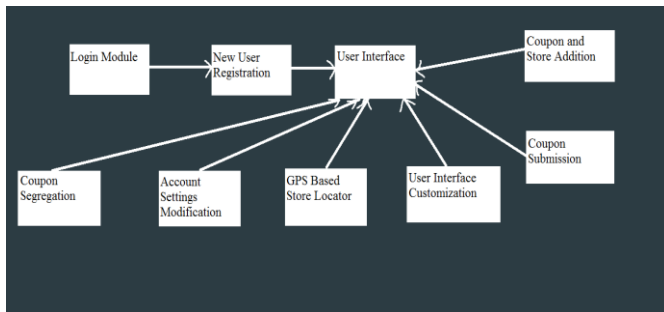 Login Module
New User
Registration
User Interface
Coupon and
Store Addition
Coupon
Submission
Coupon
Segregation
Account
Settings
Modification
GPS Based
Store Locator
User Interface
Customization